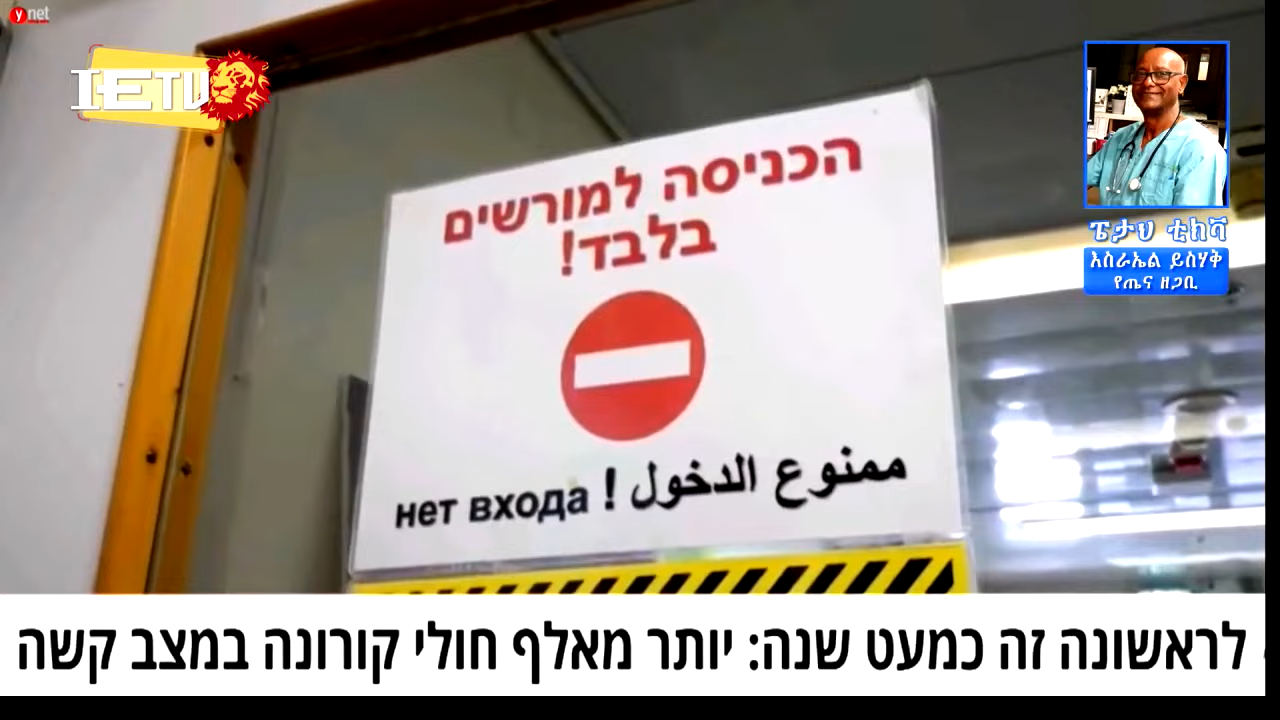 ynet
IETV
הכניסה למורשים
בלבד!
ممنوع الدخول !
нет входа
ፔታህ ቲክቫ
እስራኤል ይስሃቅ
የጤና ዘጋቢ
לראשונה זה כמעט שנה: יותר מאלף חולי קורונה במצב קשה